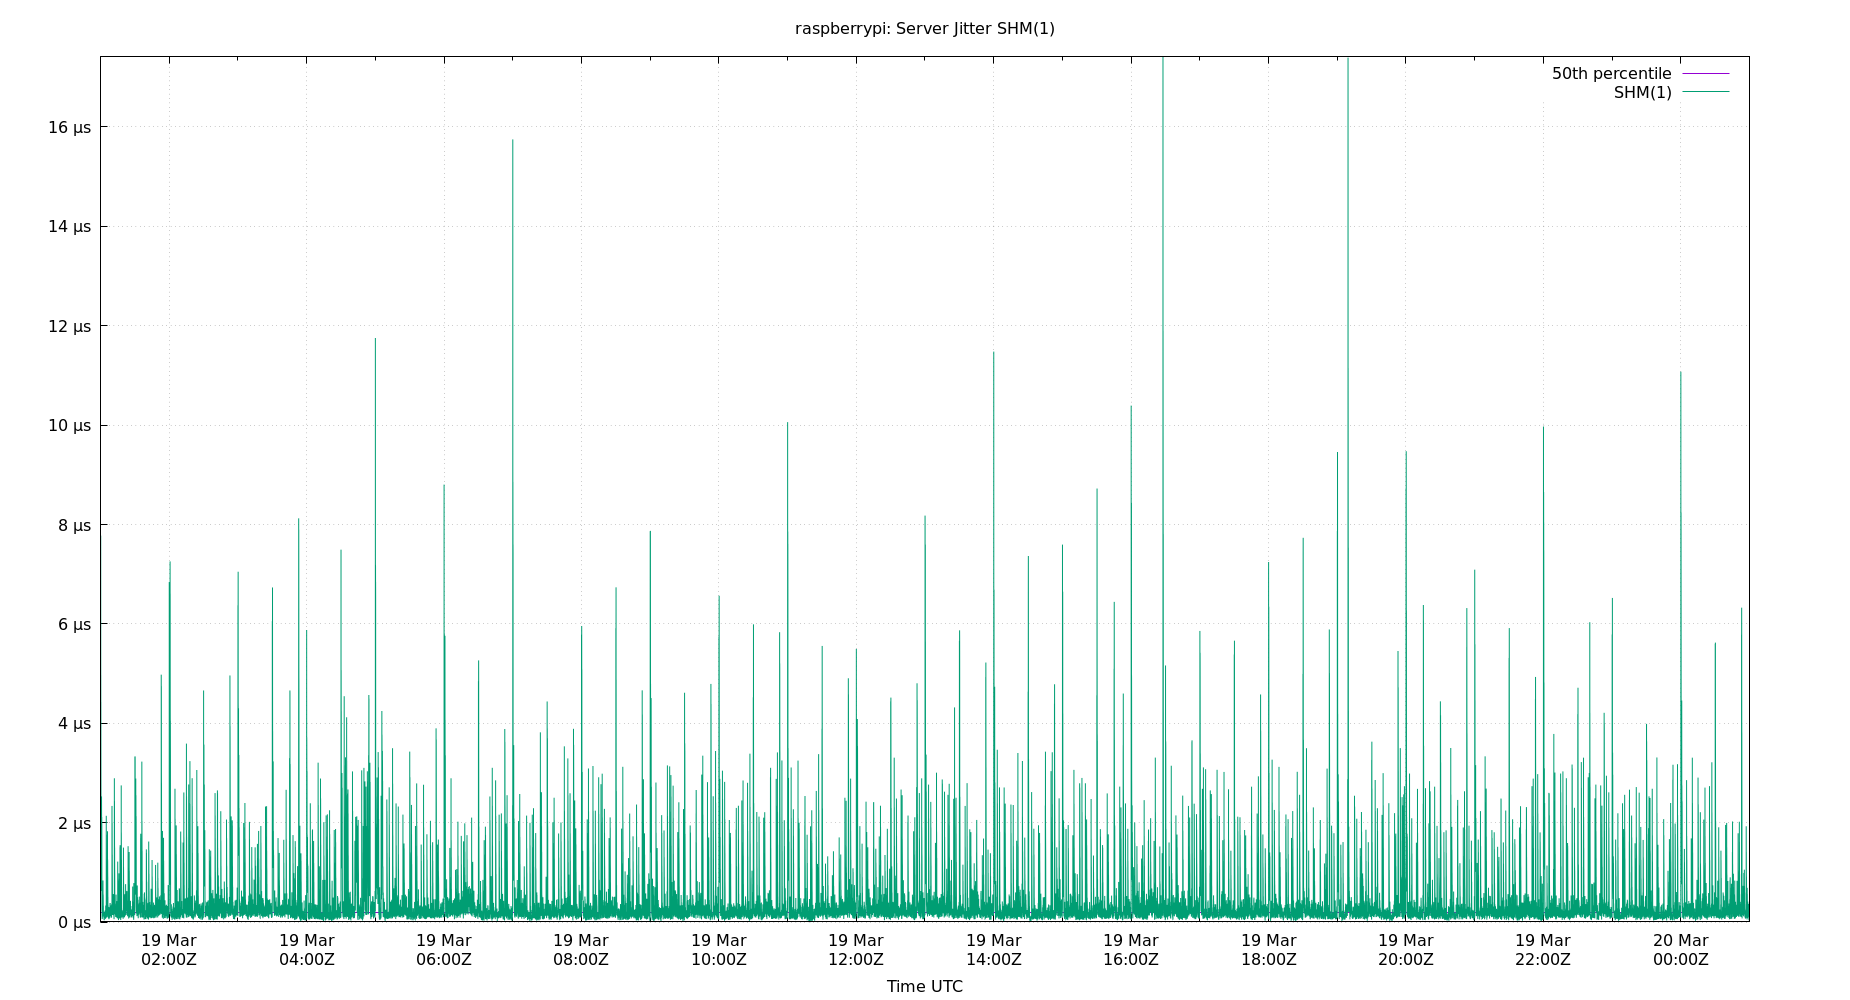 raspberrypi: Server Jitter SHM(1)
50th percentile
SHM(1)
16 µs
14 µs
12 µs
10 µs
8 µs
6 µs
4 µs
2 µs
0 µs
19 Mar 19 Mar 19 Mar 19 Mar 19 Mar 19 Mar 19 Mar 19 Mar 19 Mar 19 Mar 19 Mar 20 Mar
02:00Z 04:00Z 06:00Z 08:00Z 10:00Z 12:00Z 14:00Z 16:00Z 18:00Z 20:00Z 22:00Z 00:00Z
Time UTC